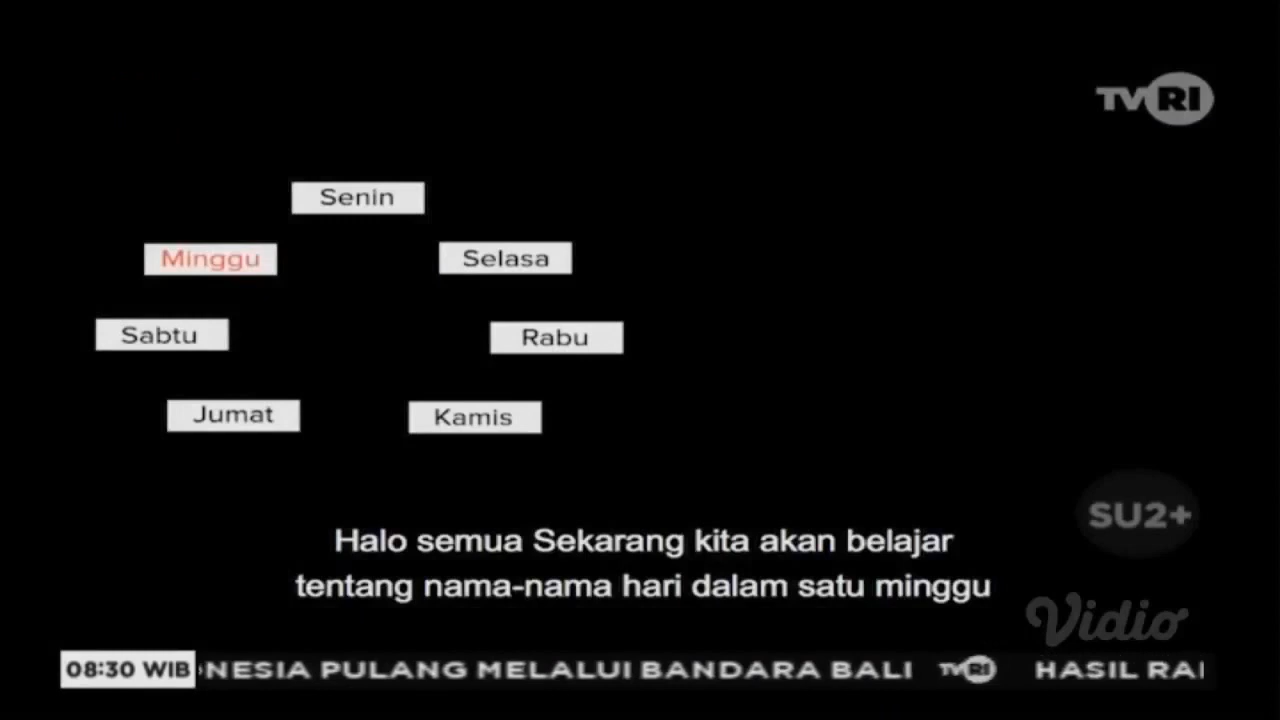 TVRI
Senin
Minggu
Selasa
Sabtu
Rabu
Jumat
Kamis
SU2+
Halo semua Sekarang kita akan belajar
tentang nama-nama hari dalam satu minggu
Vidio
08:30 WIB NESIA PULANG MELALUI BANDARA BALI TVRI HASIL